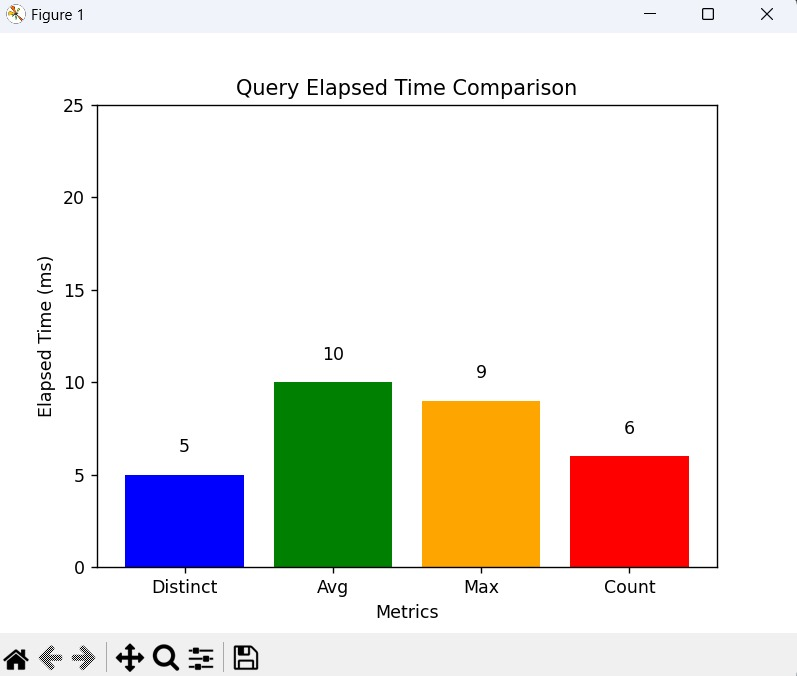 Figure 1
Query Elapsed Time Comparison
25
20
15
10
5
0
Elapsed Time (ms)
5
10
9
6
Distinct Avg Max Count
Metrics